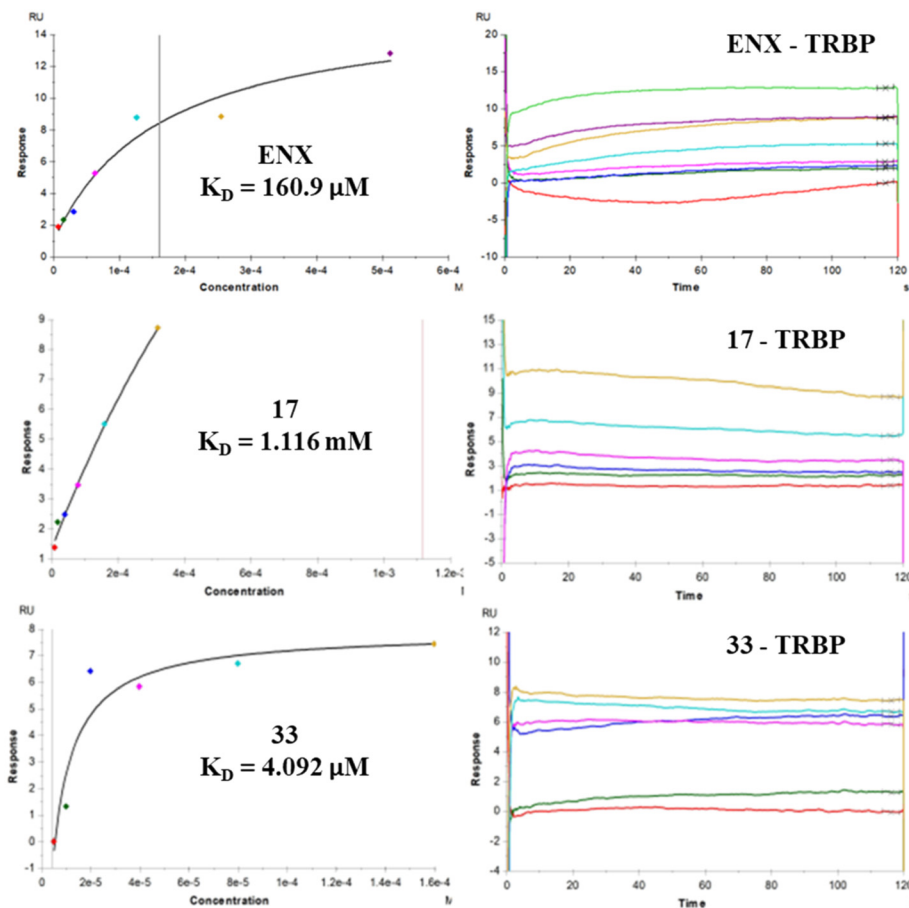 RU
14
12
10
8
6
4
2
0
Response
ENX
K_D = 160.9 µM
0
1e-4
2e-4
3e-4
4e-4
5e-4
6e-4
Concentration
M
RU
20
15
10
5
0
-5
-10
Response
ENX - TRBP
0
20
40
60
80
100
120
Time
s
9
8
7
6
5
4
3
2
1
Response
17
K_D = 1.116 mM
0
2e-4
4e-4
6e-4
8e-4
1e-3
Concentration
15
13
11
9
7
5
3
1
-1
-3
-5
Response
17 - TRBP
0
20
40
60
80
100
120
Time
RU
8
7
6
5
4
3
2
1
0
-1
Response
33
K_D = 4.092 µM
0
2e-5
4e-5
6e-5
8e-5
1e-4
1.2e-4
1.4e-4
1.6e-4
Concentration
RU
12
10
8
6
4
2
0
-2
-4
Response
33 - TRBP
0
20
40
60
80
100
120
Time